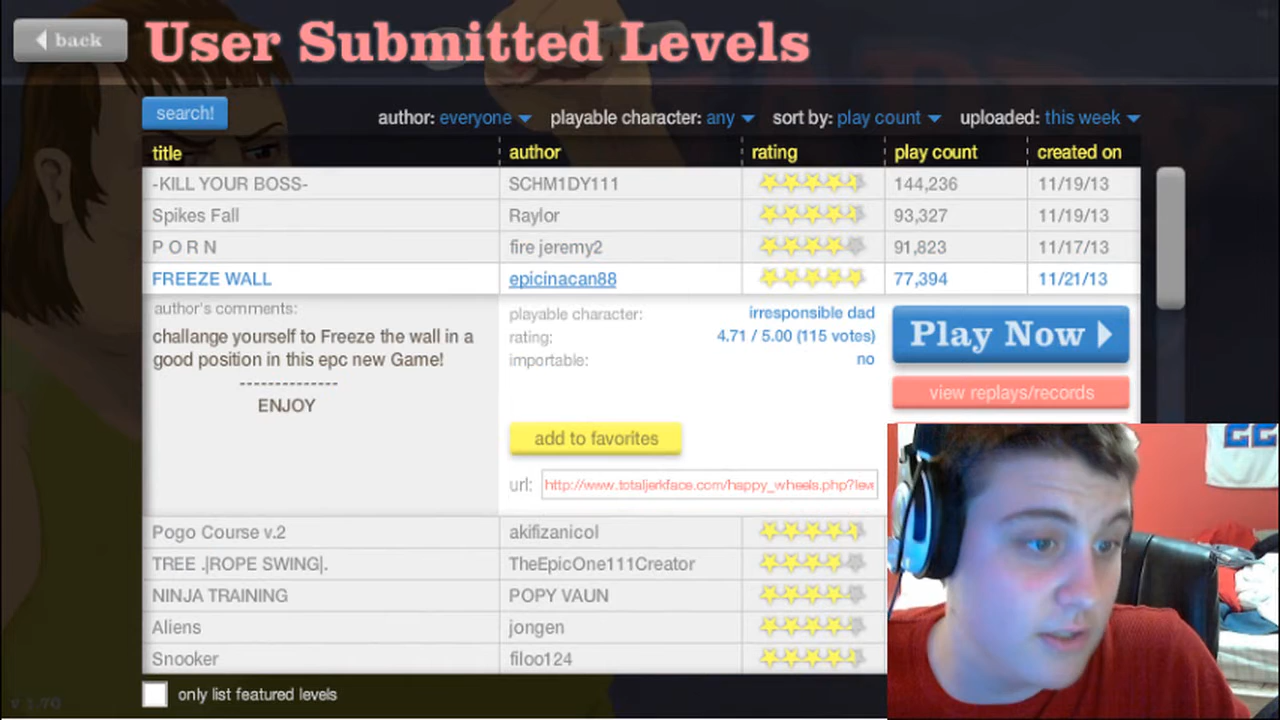 back
User Submitted Levels
search!
author: everyone playable character: any sort by: play count uploaded: this week
title author rating play count created on
-KILL YOUR BOSS- SCHM1DY111 144,236 11/19/13
Spikes Fall Raylor 93,327 11/19/13
P O R N fire jeremy2 91,823 11/17/13
FREEZE WALL epicinacan88 77,394 11/21/13
author's comments:
challange yourself to Freeze the wall in a
good position in this epc new Game!
--------------
ENJOY
playable character: irresponsible dad
rating: 4.71 / 5.00 (115 votes)
importable: no
add to favorites
url: http://www.totaljerkface.com/happy_wheels.php?leve
Play Now
view replays/records
Pogo Course v.2 akifizanicol
TREE .|ROPE SWING|. TheEpicOne111Creator
NINJA TRAINING POPY VAUN
Aliens jongen
Snooker filoo124
only list featured levels
v 1.70
22